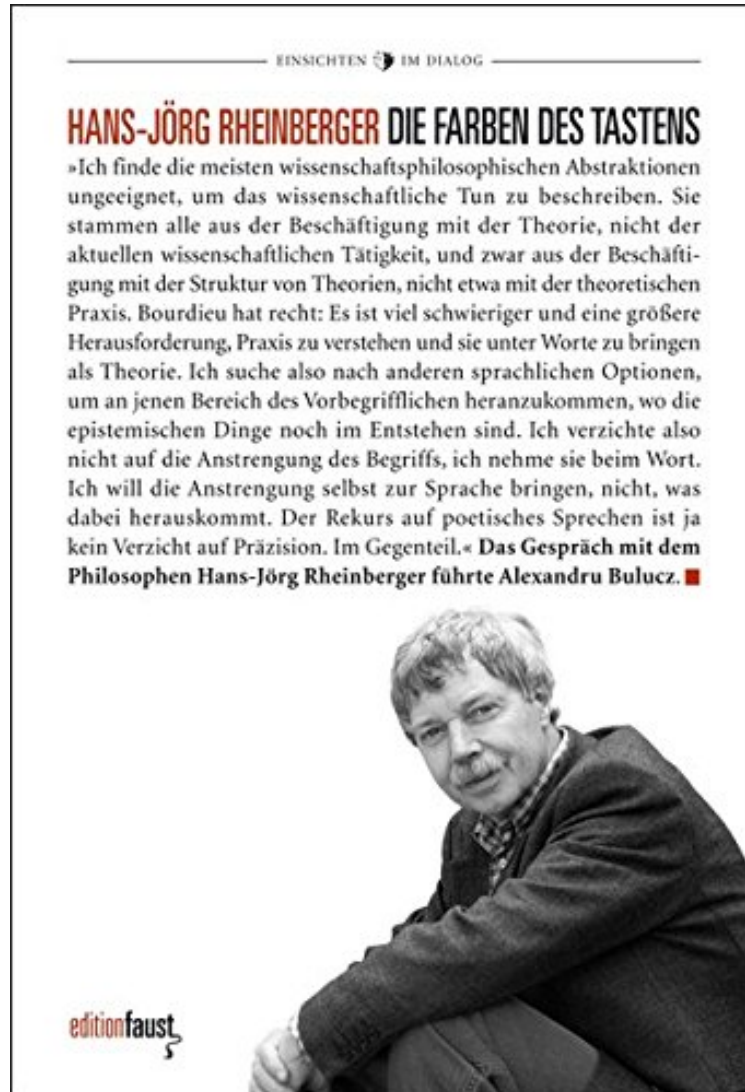 EINSICHTEN IM DIALOG
HANS-JÖRG RHEINBERGER DIE FARBEN DES TASTENS
»Ich finde die meisten wissenschaftsphilosophischen Abstraktionen
ungeeignet, um das wissenschaftliche Tun zu beschreiben. Sie
stammen alle aus der Beschäftigung mit der Theorie, nicht der
aktuellen wissenschaftlichen Tätigkeit, und zwar aus der Beschäfti-
gung mit der Struktur von Theorien, nicht etwa mit der theoretischen
Praxis. Bourdieu hat recht: Es ist viel schwieriger und eine größere
Herausforderung, Praxis zu verstehen und sie unter Worte zu bringen
als Theorie. Ich suche also nach anderen sprachlichen Optionen,
um an jenen Bereich des Vorbegrifflichen heranzukommen, wo die
epistemischen Dinge noch im Entstehen sind. Ich verzichte also
nicht auf die Anstrengung des Begriffs, ich nehme sie beim Wort.
Ich will die Anstrengung selbst zur Sprache bringen, nicht, was
dabei herauskommt. Der Rekurs auf poetisches Sprechen ist ja
kein Verzicht auf Präzision. Im Gegenteil.« Das Gespräch mit dem
Philosophen Hans-Jörg Rheinberger führte Alexandru Bulucz.
editionfaust